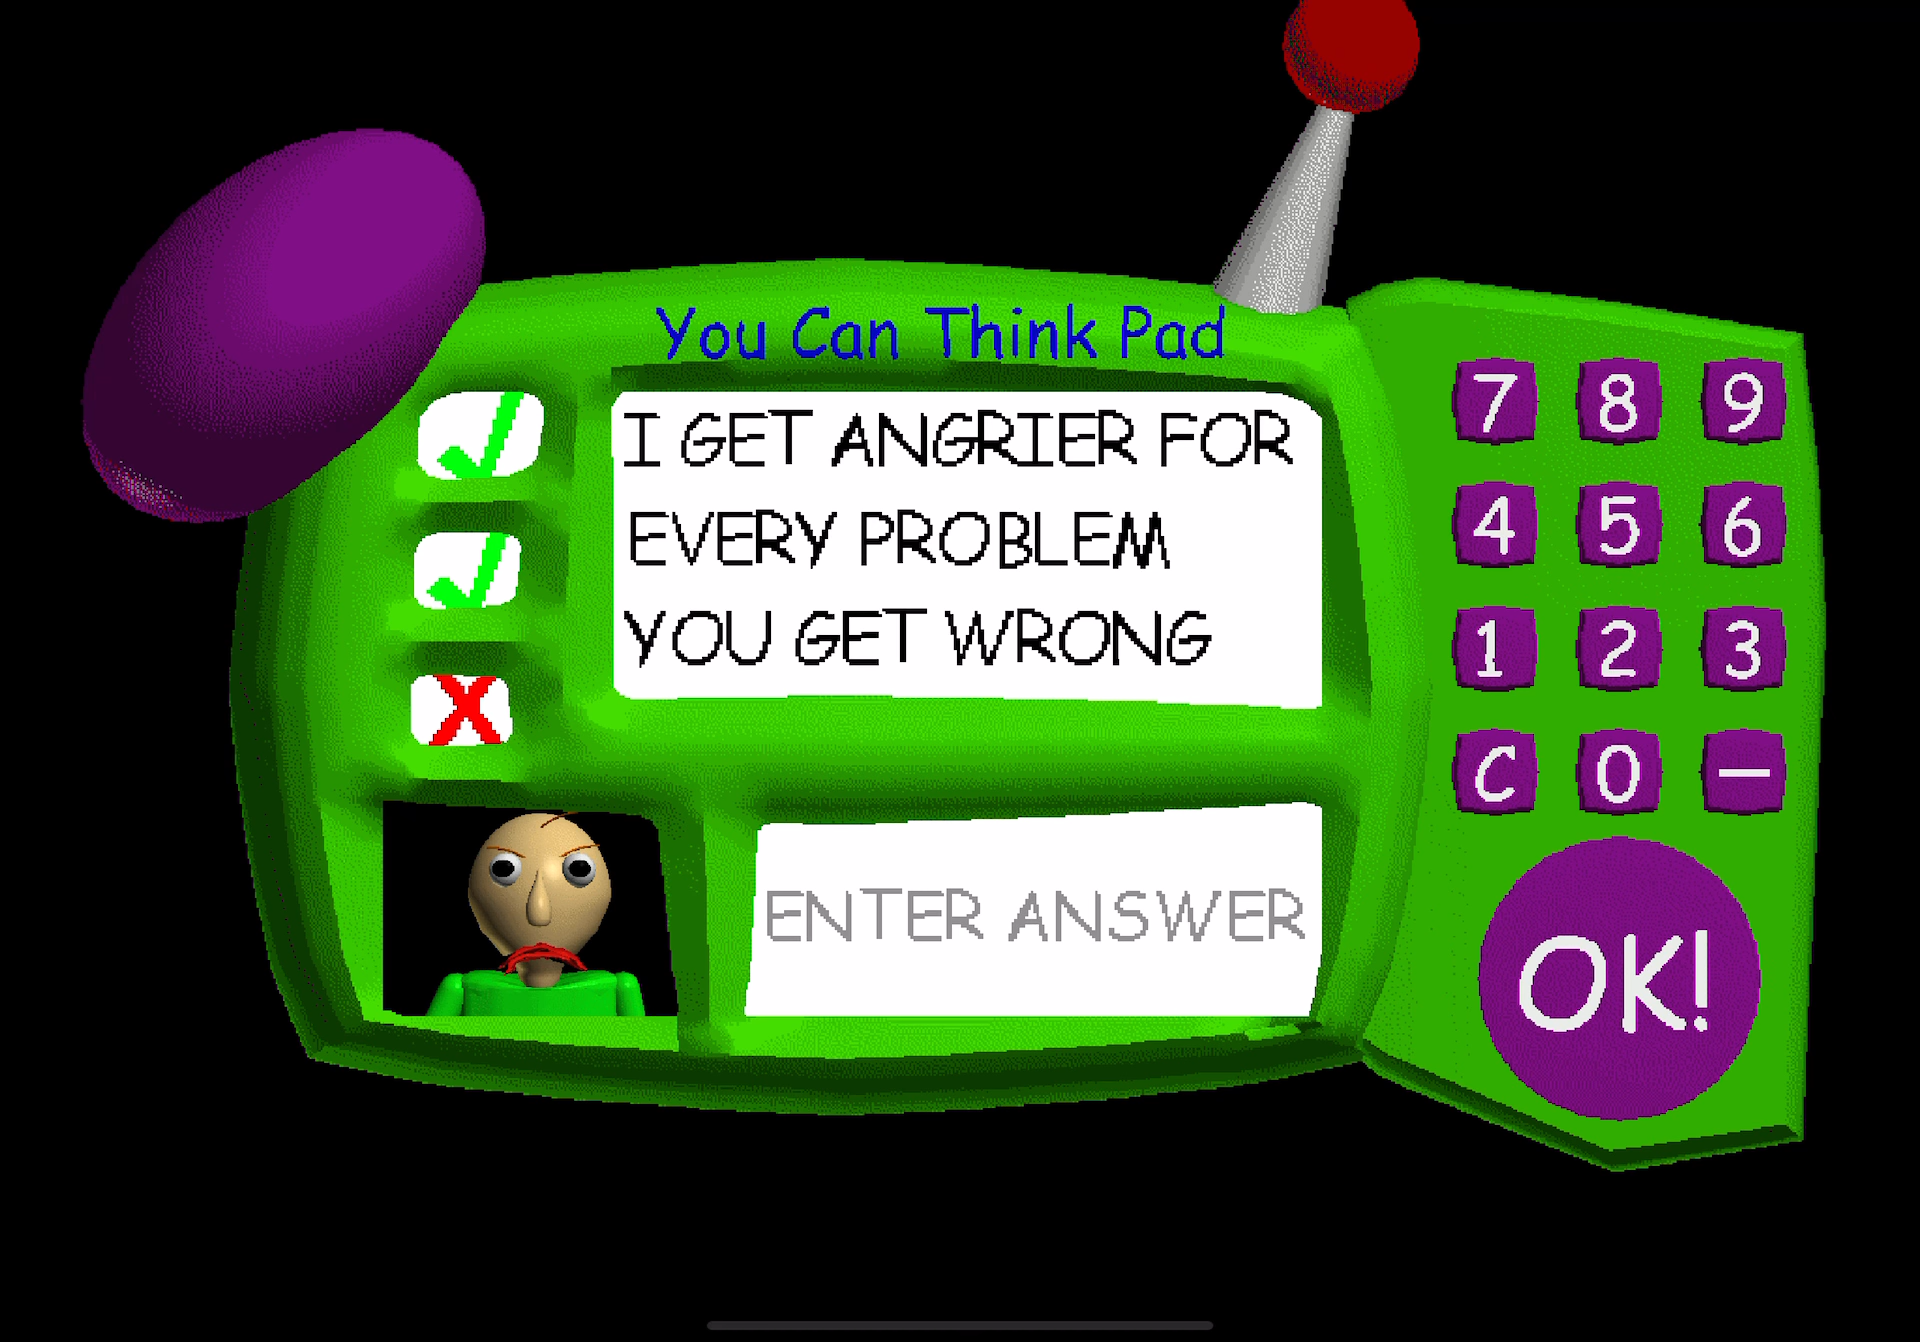 You Can Think Pad
I GET ANGRIER FOR
EVERY PROBLEM
YOU GET WRONG
ENTER ANSWER
7 8 9
4 5 6
1 2 3
C 0 –
OK!